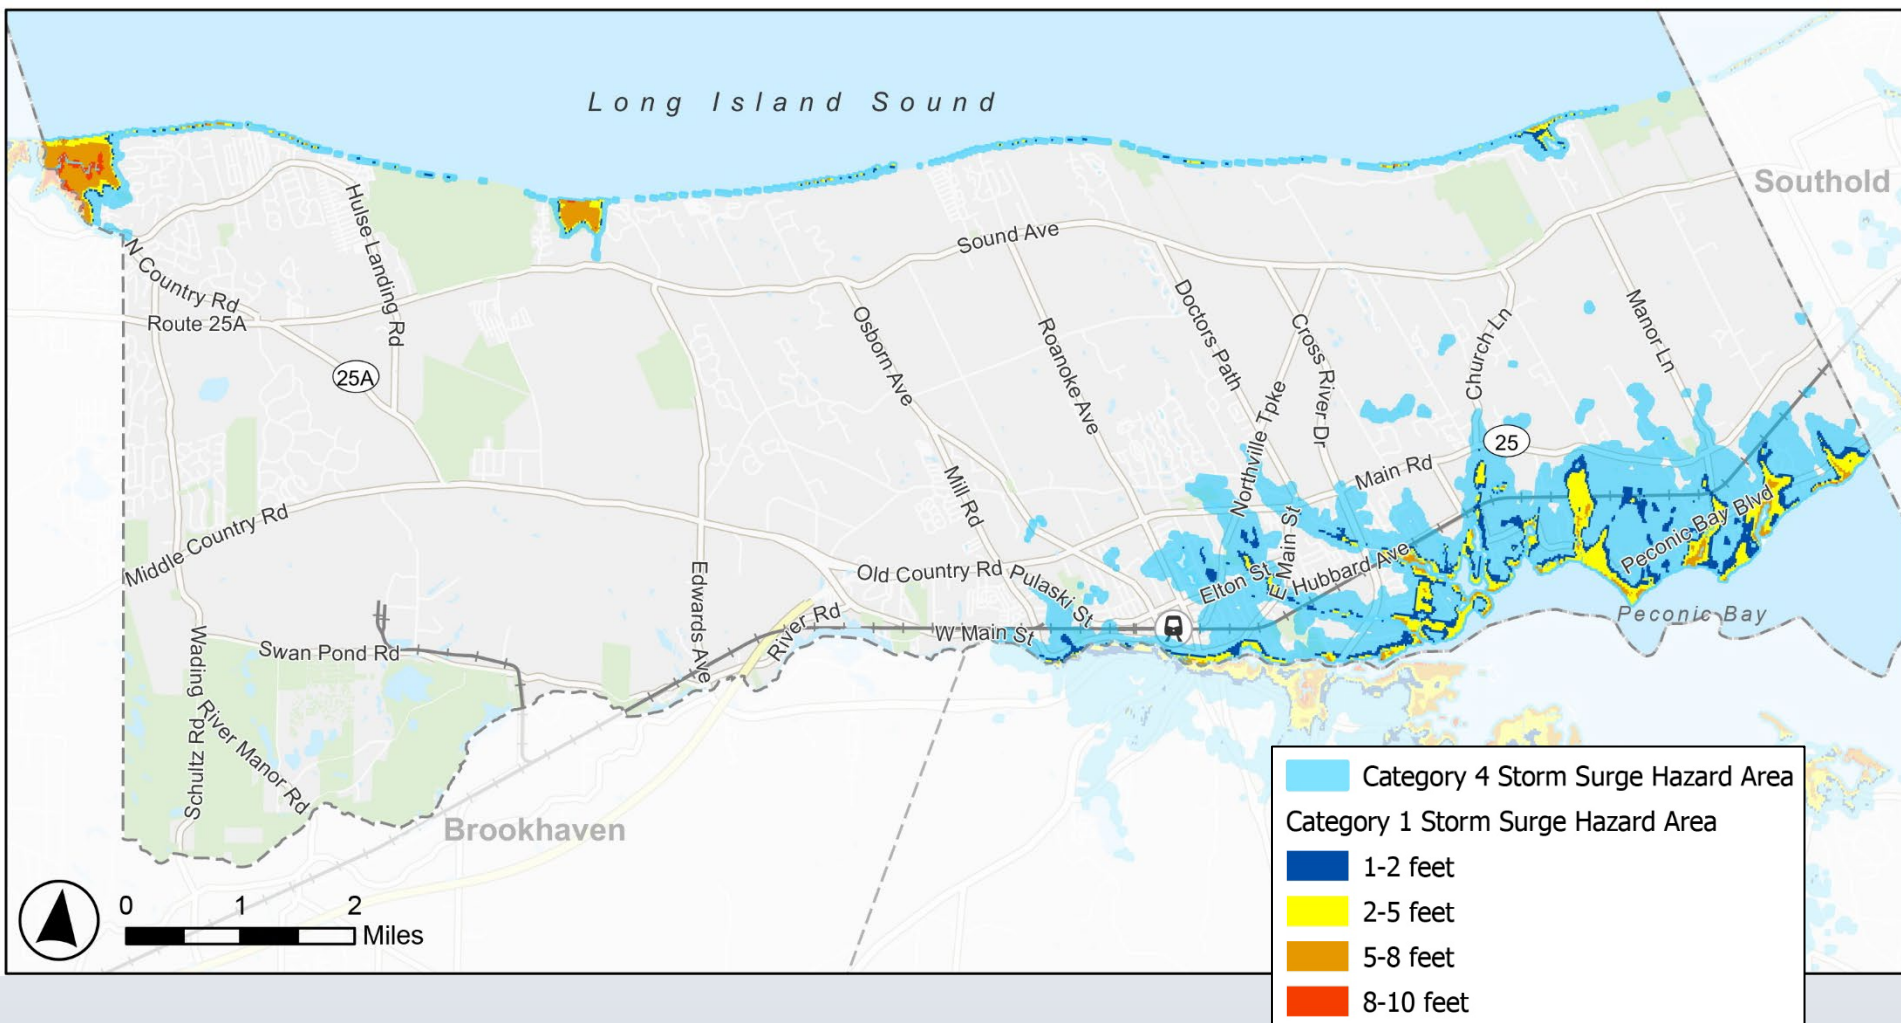 Long Island Sound
Southold
Hulse Landing Rd
N Country Rd
Route 25A
25A
Sound Ave
Osborn Ave
Roanoke Ave
Doctors Path
Northville Tpke
Cross River Dr
Church Ln
Manor Ln
25
Main Rd
Mill Rd
Middle Country Rd
Edwards Ave
Old Country Rd
Pulaski St
Elton St
E Main St
Hubbard Ave
Peconic Bay Blvd
Peconic Bay
River Rd
W Main St
Swan Pond Rd
Wading River Manor Rd
Schultz Rd
Brookhaven
0 1 2
Miles
Category 4 Storm Surge Hazard Area
Category 1 Storm Surge Hazard Area
1-2 feet
2-5 feet
5-8 feet
8-10 feet